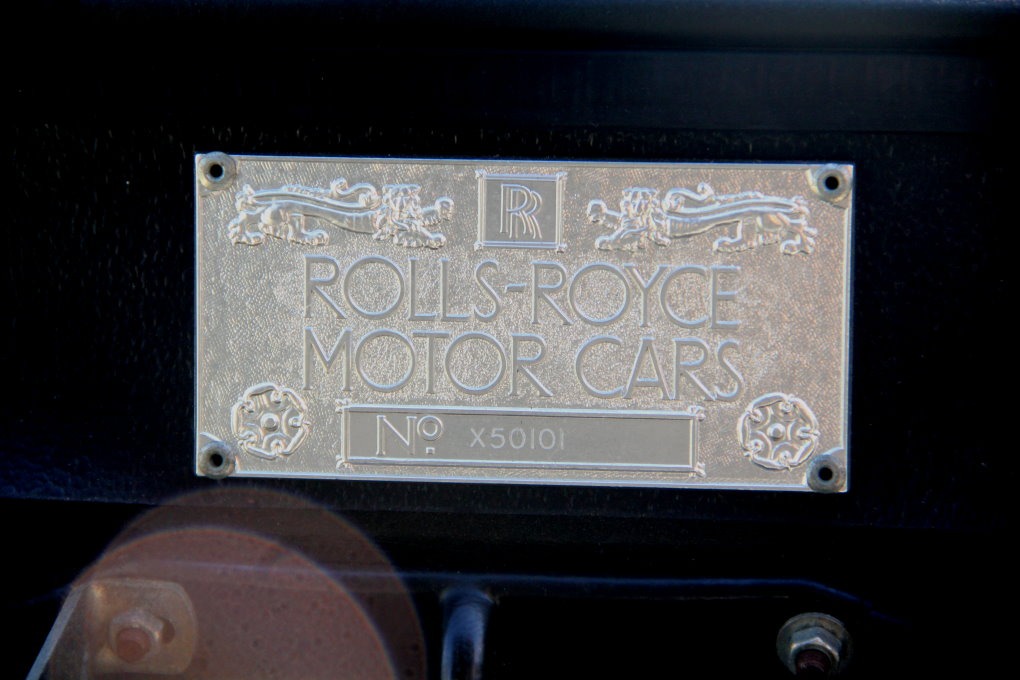 RR
ROLLS-ROYCE
MOTOR CARS
Nº. X50101